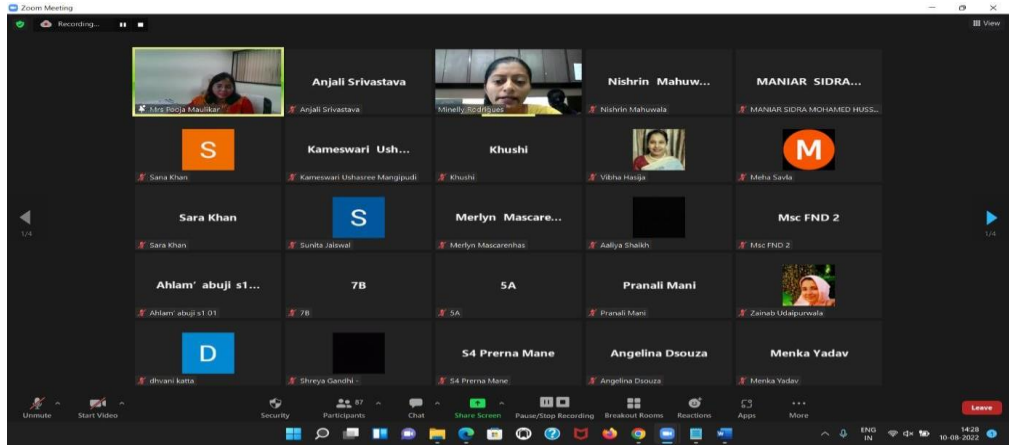 Zoom Meeting
Recording...
View
Mrs Pooja Maulikar
Anjali Srivastava
Anjali Srivastava
Minelly Rodrigues
Nishrin Mahuw...
Nishrin Mahuwala
MANIAR SIDRA...
MANIAR SIDRA MOHAMED HUSS...
S
Sana Khan
Kameswari Ush...
Kameswari Ushasree Mangipudi
Khushi
Khushi
Vibha Hasija
M
Meha Savla
Sara Khan
Sara Khan
S
Sunita Jaiswal
Merlyn Mascare...
Merlyn Mascarenhas
Aaliya Shaikh
Msc FND 2
Msc FND 2
1/4
1/4
Ahlam' abuji s1...
Ahlam' abuji s1 01
7B
7B
5A
5A
Pranali Mani
Pranali Mani
Zainab Udaipurwala
D
dhvani katta
Shreya Gandhi -
S4 Prerna Mane
S4 Prerna Mane
Angelina Dsouza
Angelina Dsouza
Menka Yadav
Menka Yadav
Unmute
Start Video
Security
87
Participants
Chat
Share Screen
Pause/Stop Recording
Breakout Rooms
Reactions
Apps
More
Leave
ENG
IN
14:28
10-08-2022